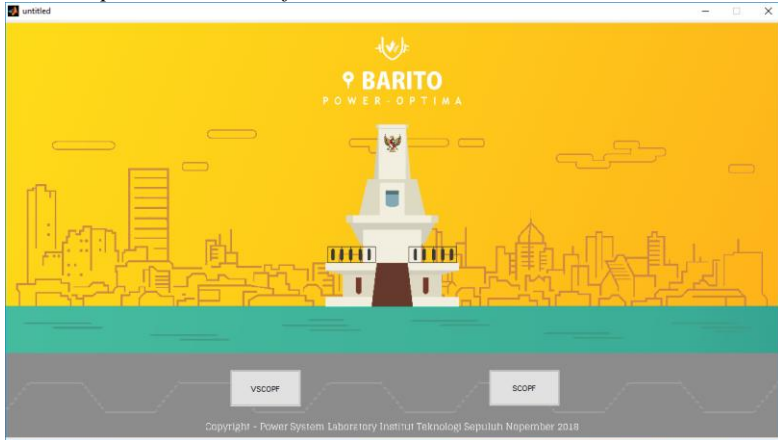 untitled
BARITO
POWER-OPTIMA
VSCOPF
SCOPF
Copyright - Power System Laboratory Institut Teknologi Sepuluh Nopember 2018